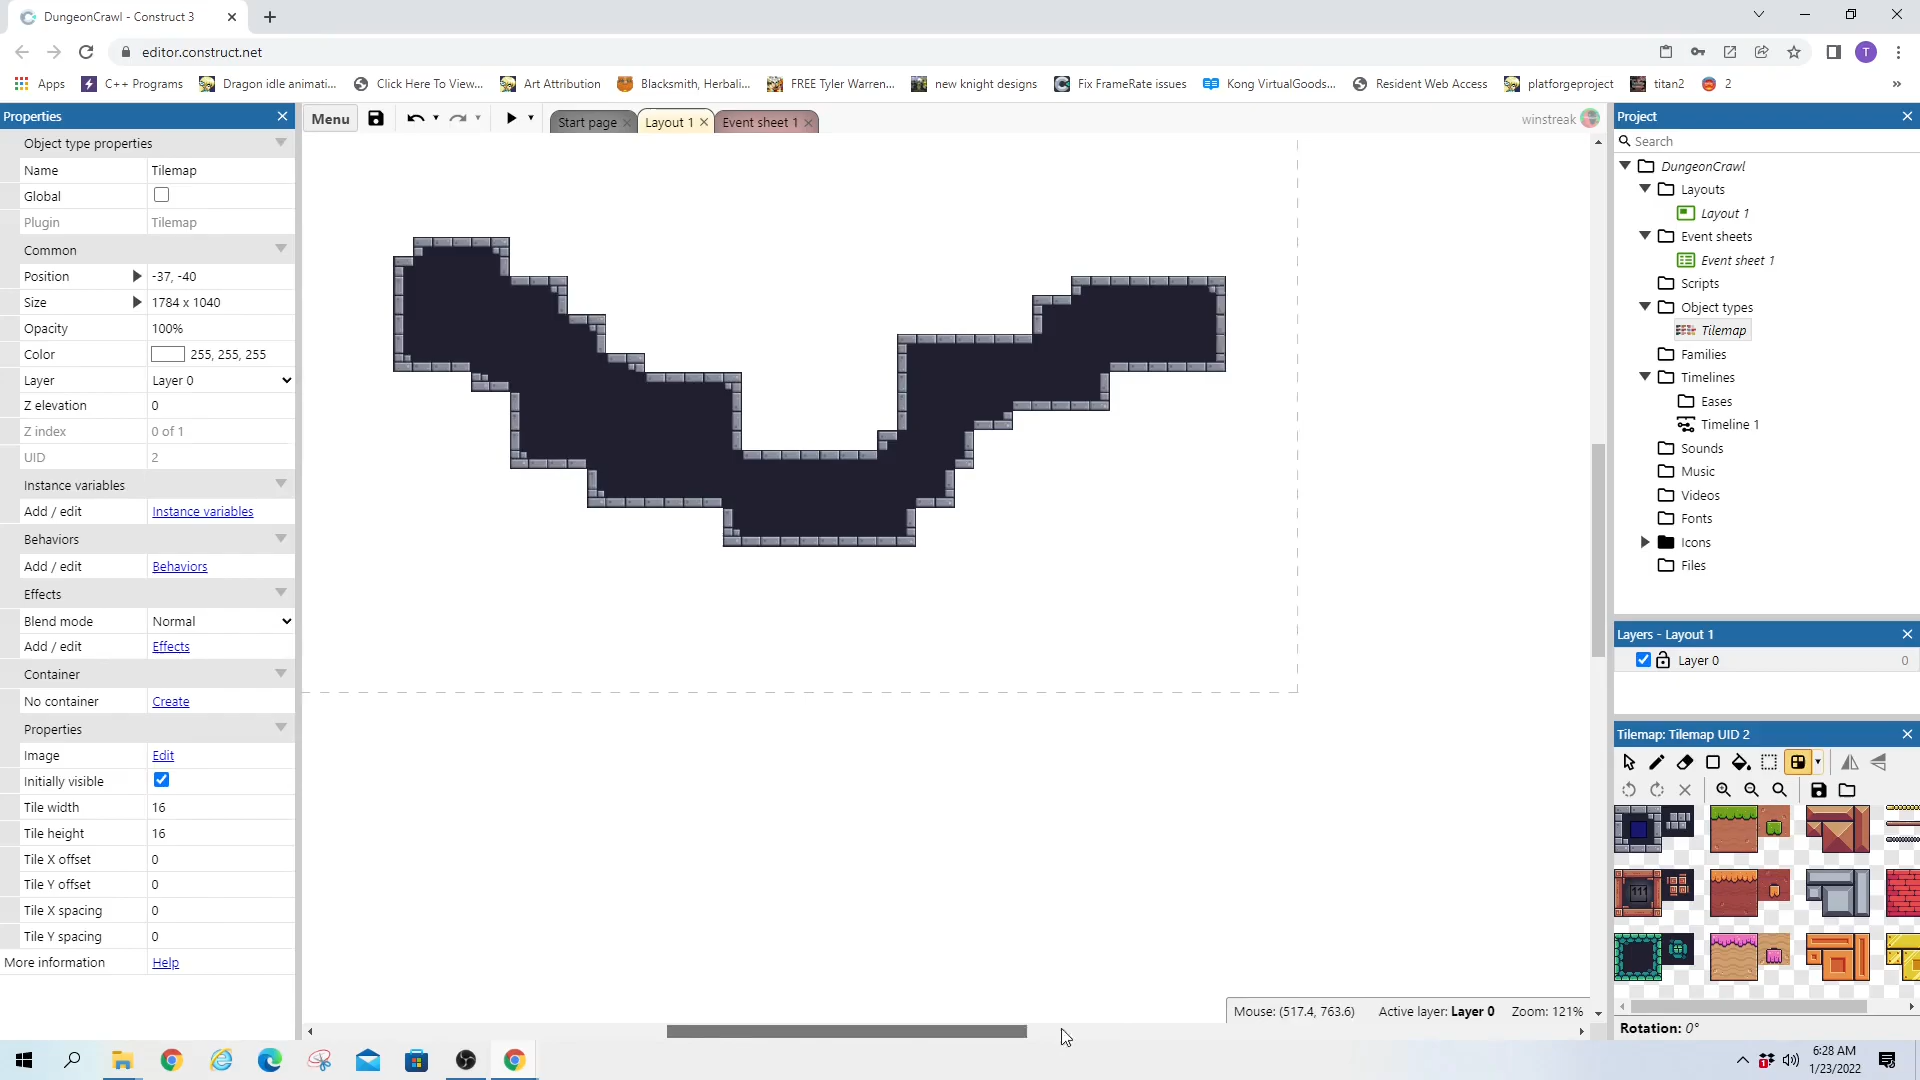 DungeonCrawl - Construct 3
editor.construct.net
T
Apps
C++ Programs
Dragon idle animati...
Click Here To View...
Art Attribution
Blacksmith, Herbali...
FREE Tyler Warren...
new knight designs
Fix FrameRate issues
Kong VirtualGoods...
Resident Web Access
platforgeproject
titan2
2
»
Properties
Menu
Start page
Layout 1
Event sheet 1
winstreak
Project
Object type properties
Name Tilemap
Global
Plugin Tilemap
Common
Position -37, -40
Size 1784 x 1040
Opacity 100%
Color 255, 255, 255
Layer Layer 0
Z elevation 0
Z index 0 of 1
UID 2
Instance variables
Add / edit Instance variables
Behaviors
Add / edit Behaviors
Effects
Blend mode Normal
Add / edit Effects
Container
No container Create
Properties
Image Edit
Initially visible
Tile width 16
Tile height 16
Tile X offset 0
Tile Y offset 0
Tile X spacing 0
Tile Y spacing 0
More information Help
Search
DungeonCrawl
Layouts
Layout 1
Event sheets
Event sheet 1
Scripts
Object types
Tilemap
Families
Timelines
Eases
Timeline 1
Sounds
Music
Videos
Fonts
Icons
Files
Layers - Layout 1
Layer 0 0
Tilemap: Tilemap UID 2
Rotation: 0°
Mouse: (517.4, 763.6) Active layer: Layer 0 Zoom: 121%
6:28 AM
1/23/2022